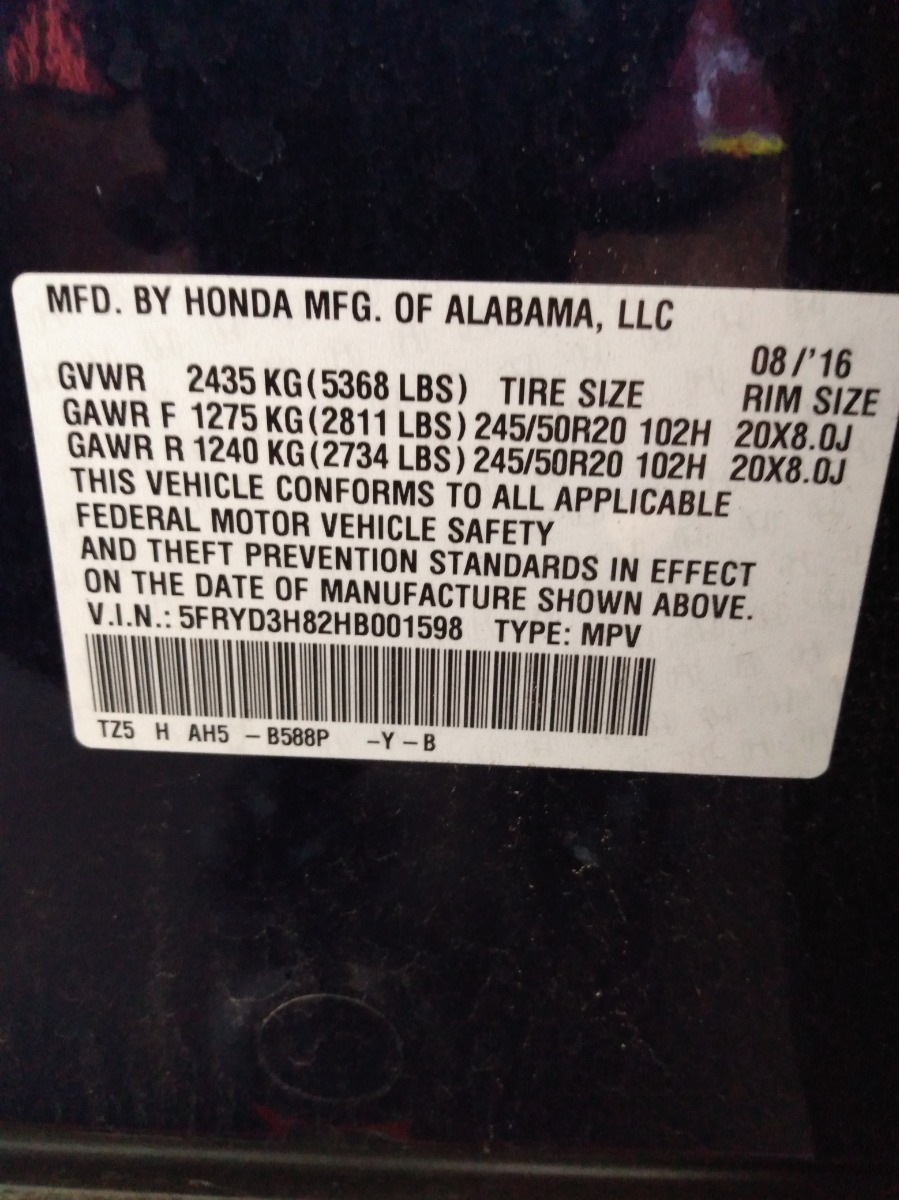 MFD. BY HONDA MFG. OF ALABAMA, LLC
08/'16
GVWR 2435 KG(5368 LBS) TIRE SIZE RIM SIZE
GAWR F 1275 KG(2811 LBS) 245/50R20 102H 20X8.0J
GAWR R 1240 KG(2734 LBS) 245/50R20 102H 20X8.0J
THIS VEHICLE CONFORMS TO ALL APPLICABLE
FEDERAL MOTOR VEHICLE SAFETY
AND THEFT PREVENTION STANDARDS IN EFFECT
ON THE DATE OF MANUFACTURE SHOWN ABOVE.
V.I.N.: 5FRYD3H82HB001598 TYPE: MPV
TZ5 H AH5 -B588P -Y-B